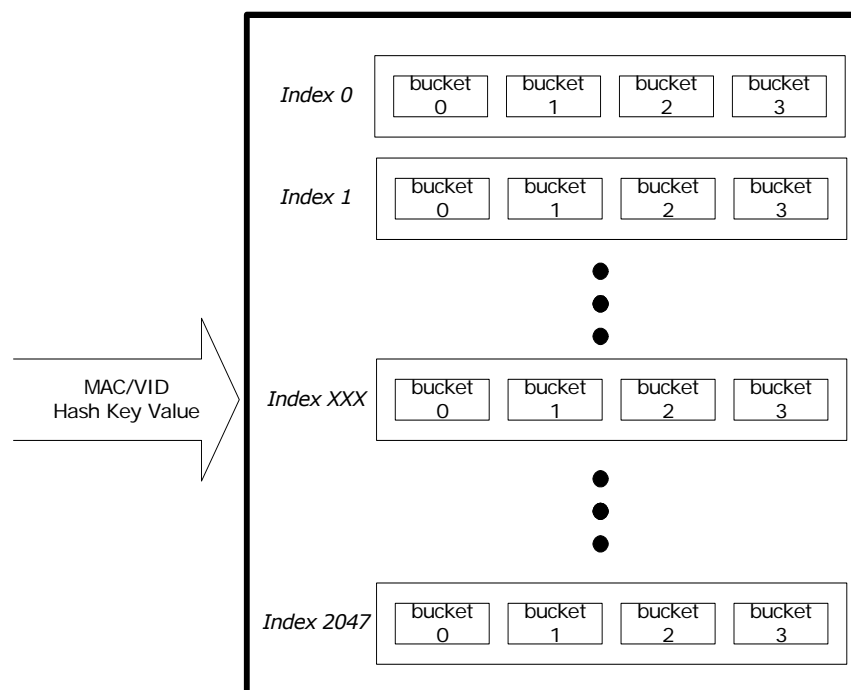 Index 0
bucket 0
bucket 1
bucket 2
bucket 3
Index 1
bucket 0
bucket 1
bucket 2
bucket 3
MAC/VID
Hash Key Value
Index XXX
bucket 0
bucket 1
bucket 2
bucket 3
Index 2047
bucket 0
bucket 1
bucket 2
bucket 3